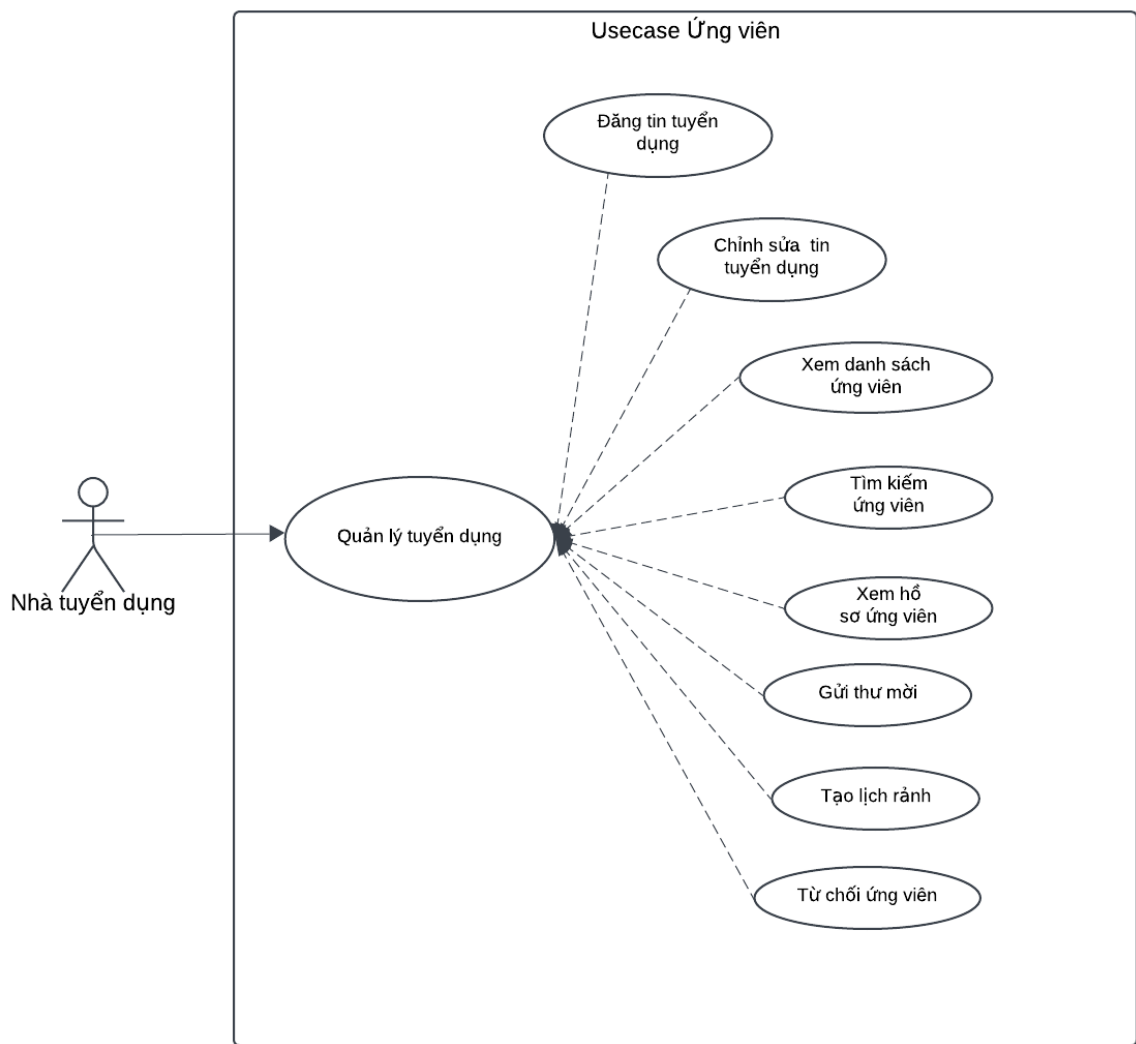 Usecase Ứng viên
Đăng tin tuyển
dụng
Chỉnh sửa  tin
tuyển dụng
Xem danh sách
ứng viên
Tìm kiếm
ứng viên
Quản lý tuyển dụng
Nhà tuyển dụng
Xem hồ
sơ ứng viên
Gửi thư mời
Tạo lịch rảnh
Từ chối ứng viên